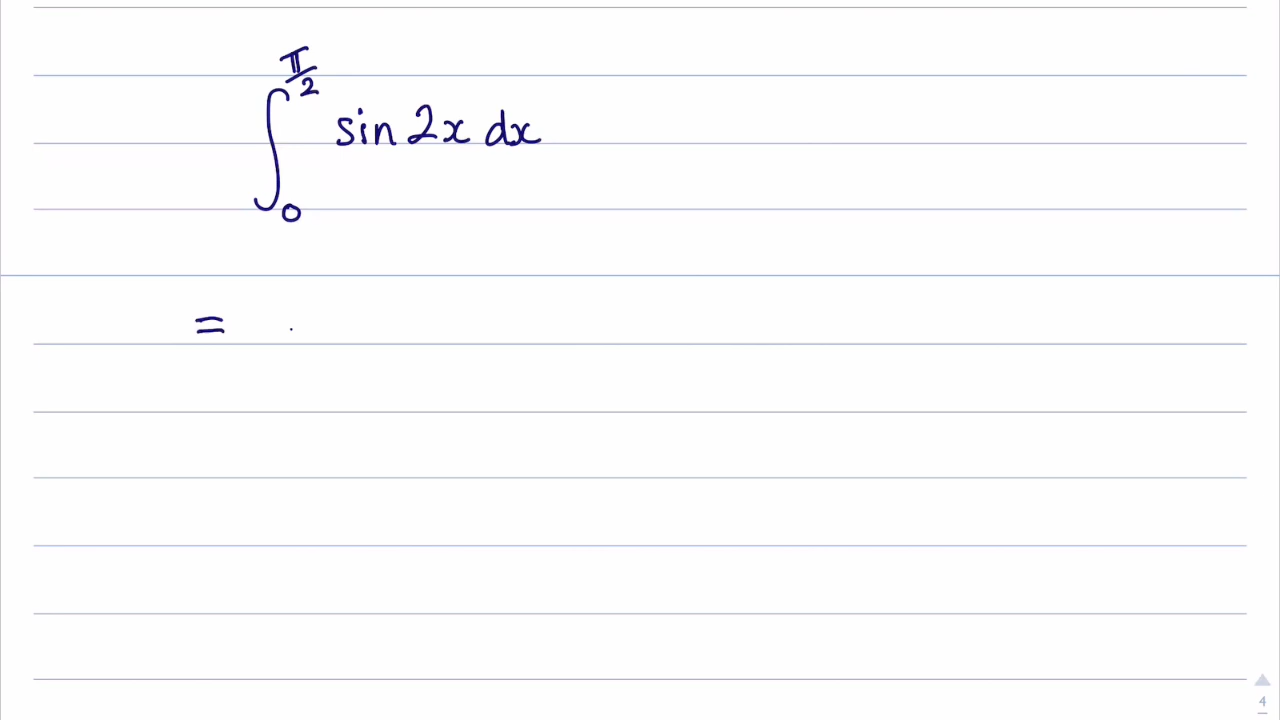 ∫₀^(π/2) sin 2x dx
=
4